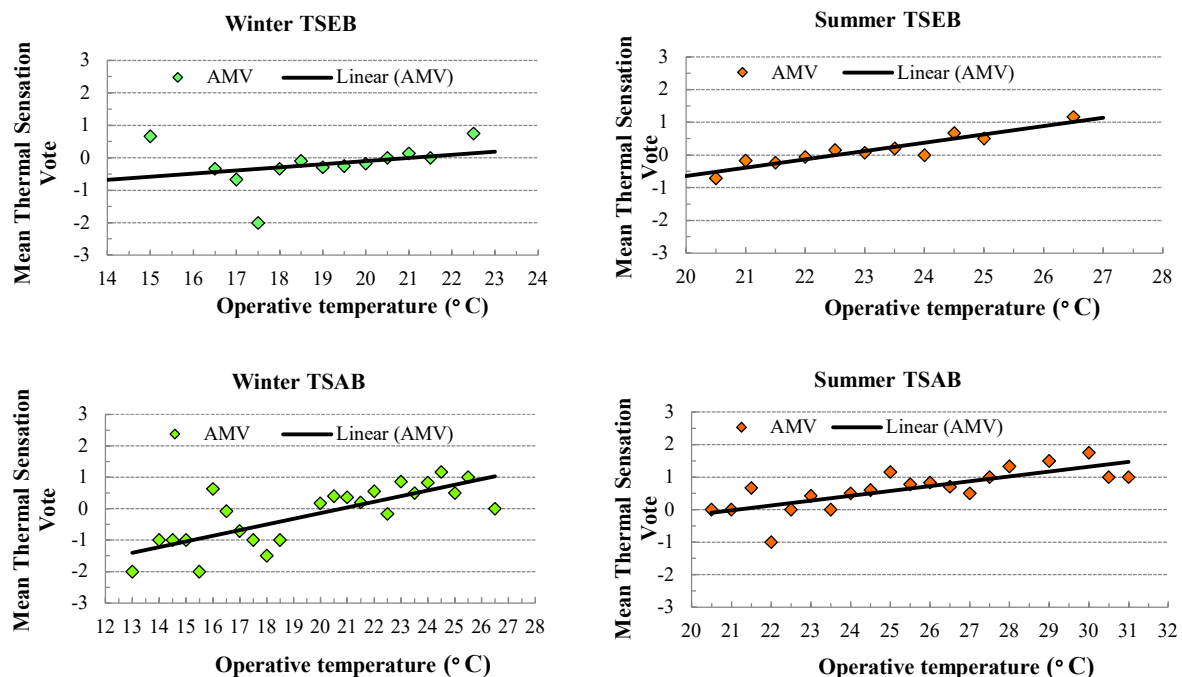 Winter TSEB
Mean Thermal Sensation
Vote
3
2
1
0
-1
-2
-3
AMV
Linear (AMV)
14 15 16 17 18 19 20 21 22 23 24
Operative temperature (° C)
Summer TSEB
Mean Thermal Sensation
Vote
3
2
1
0
-1
-2
-3
AMV
Linear (AMV)
20 21 22 23 24 25 26 27 28
Operative temperature (° C)
Winter TSAB
Mean Thermal Sensation
Vote
3
2
1
0
-1
-2
-3
AMV
Linear (AMV)
12 13 14 15 16 17 18 19 20 21 22 23 24 25 26 27 28
Operative temperature (° C)
Summer TSAB
Mean Thermal Sensation
Vote
3
2
1
0
-1
-2
-3
AMV
Linear (AMV)
20 21 22 23 24 25 26 27 28 29 30 31 32
Operative temperature (° C)